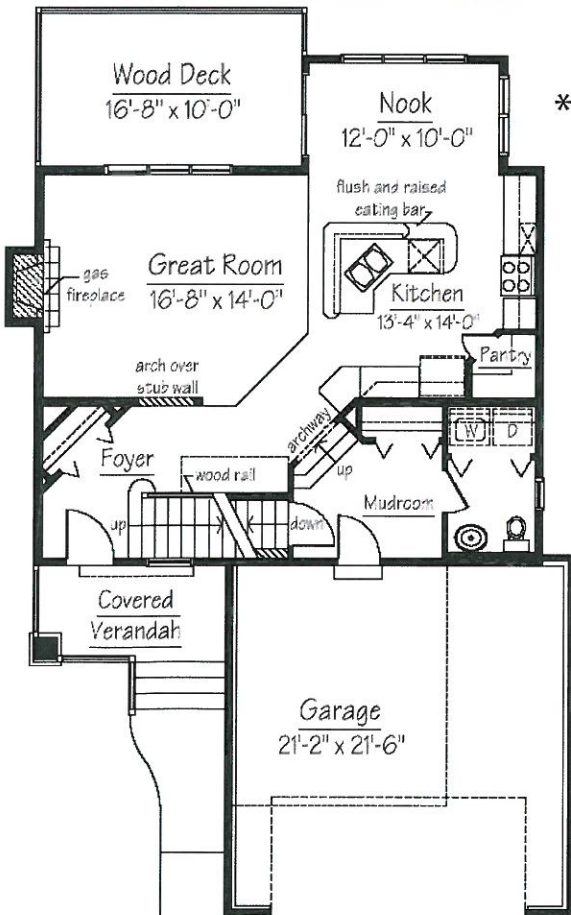 Wood Deck
16'-8" x 10'-0"
Nook
12'-0" x 10'-0"
*
flush and raised
eating bar
Great Room
16'-8" x 14'-0"
gas
fireplace
Kitchen
13'-4" x 14'-0"
Pantry
arch over
stub wall
archway
up
Foyer
wood rail
W
D
Mudroom
up
down
Covered
Verandah
Garage
21'-2" x 21'-6"